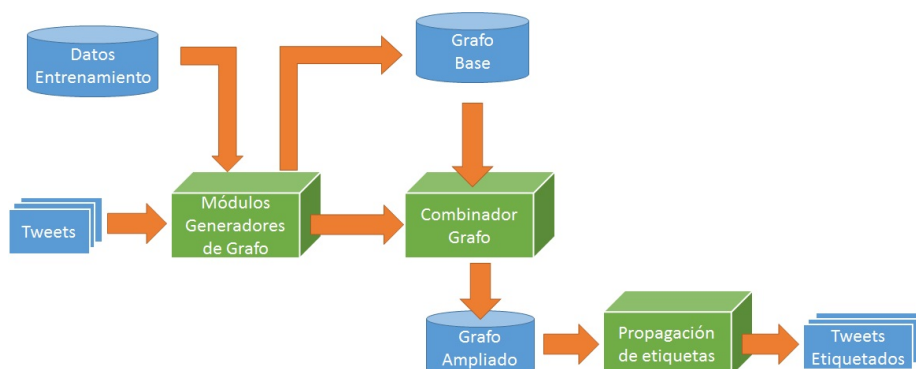 Datos
Entrenamiento
Grafo
Base
Tweets
Módulos
Generadores
de Grafo
Combinador
Grafo
Grafo
Ampliado
Propagación
de etiquetas
Tweets
Etiquetados